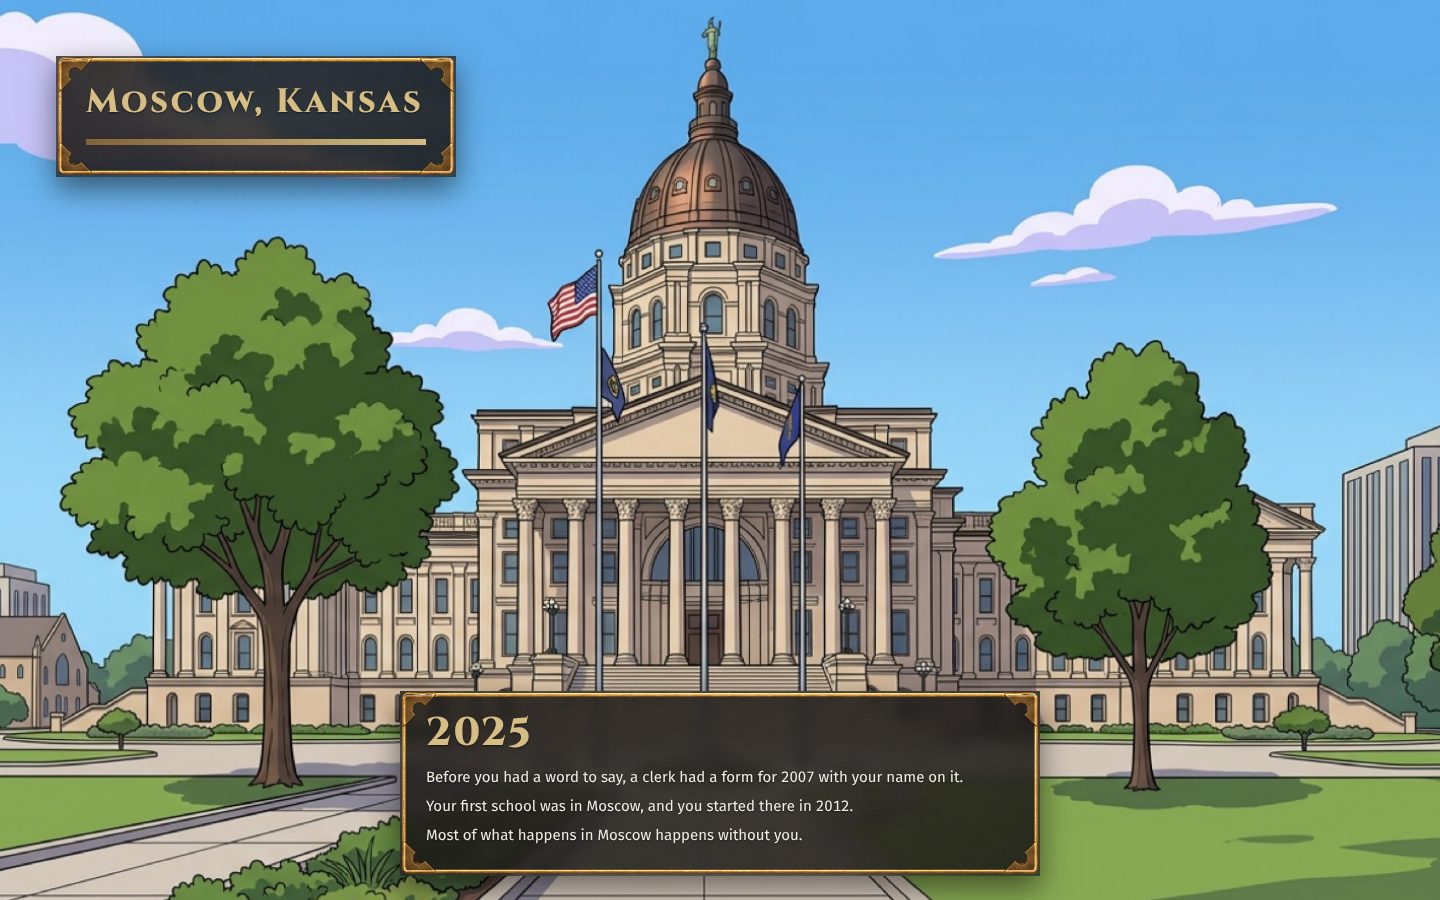 Moscow, Kansas
2025
Before you had a word to say, a clerk had a form for 2007 with your name on it.
Your first school was in Moscow, and you started there in 2012.
Most of what happens in Moscow happens without you.